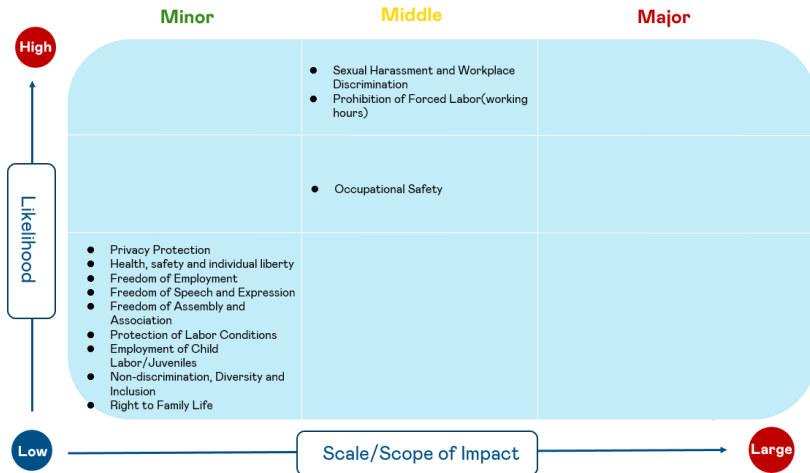 Minor Middle Major
High
● Sexual Harassment and Workplace
Discrimination
● Prohibition of Forced Labor(working
hours)
Likelihood
● Occupational Safety
● Privacy Protection
● Health, safety and individual liberty
● Freedom of Employment
● Freedom of Speech and Expression
● Freedom of Assembly and
Association
● Protection of Labor Conditions
● Employment of Child
Labor/Juveniles
● Non-discrimination, Diversity and
Inclusion
● Right to Family Life
Low Scale/Scope of Impact Large